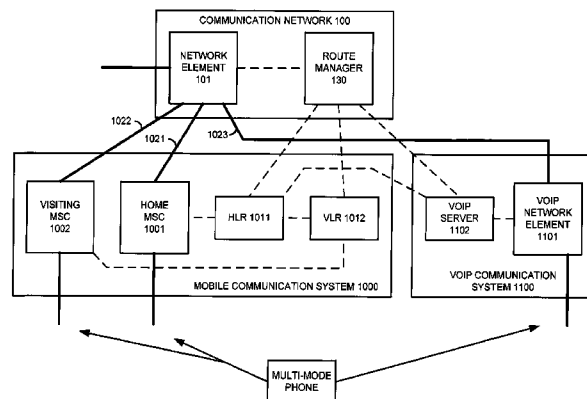 COMMUNICATION NETWORK 100
NETWORK
ELEMENT
101
ROUTE
MANAGER
130
1022
1021
1023
VISITING
MSC
1002
HOME
MSC
1001
HLR 1011
VLR 1012
VOIP
SERVER
1102
VOIP
NETWORK
ELEMENT
1101
MOBILE COMMUNICATION SYSTEM 1000
VOIP COMMUNICATION
SYSTEM 1100
MULTI-MODE
PHONE